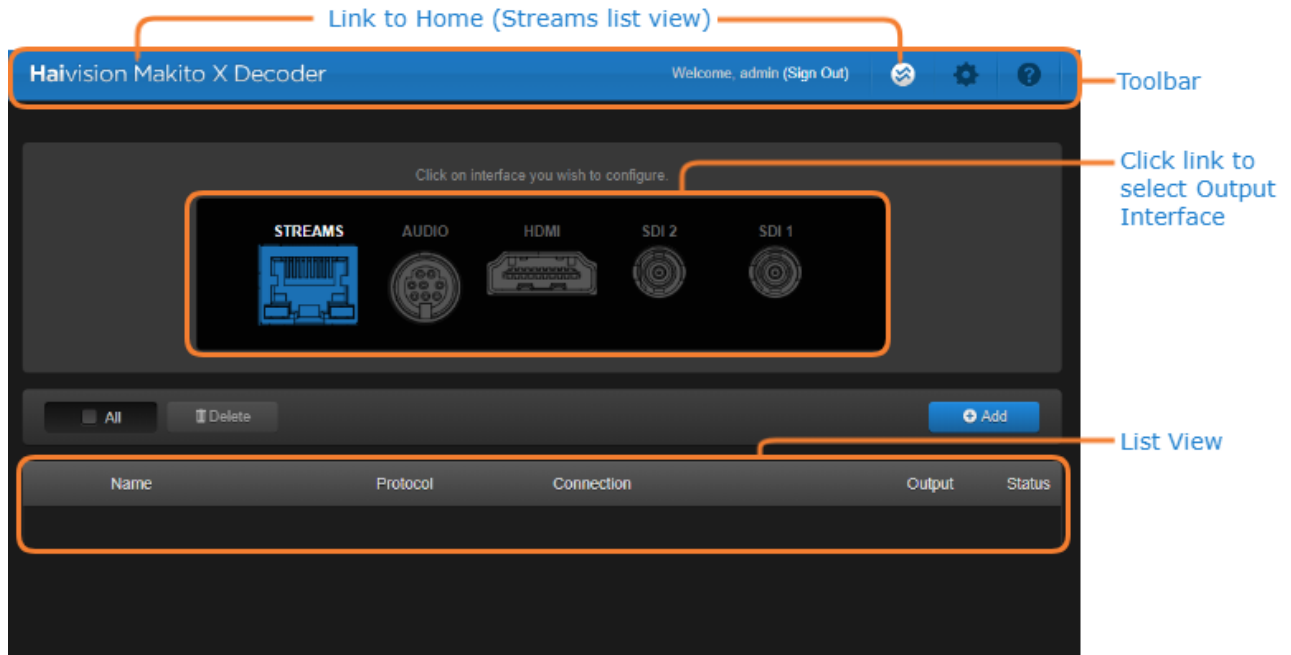 Link to Home (Streams list view)
Haivision Makito X Decoder
Welcome, admin (Sign Out)
?
Toolbar
Click on interface you wish to configure.
Click link to
select Output
Interface
STREAMS AUDIO HDMI SDI 2 SDI 1
All Delete Add
List View
Name Protocol Connection Output Status